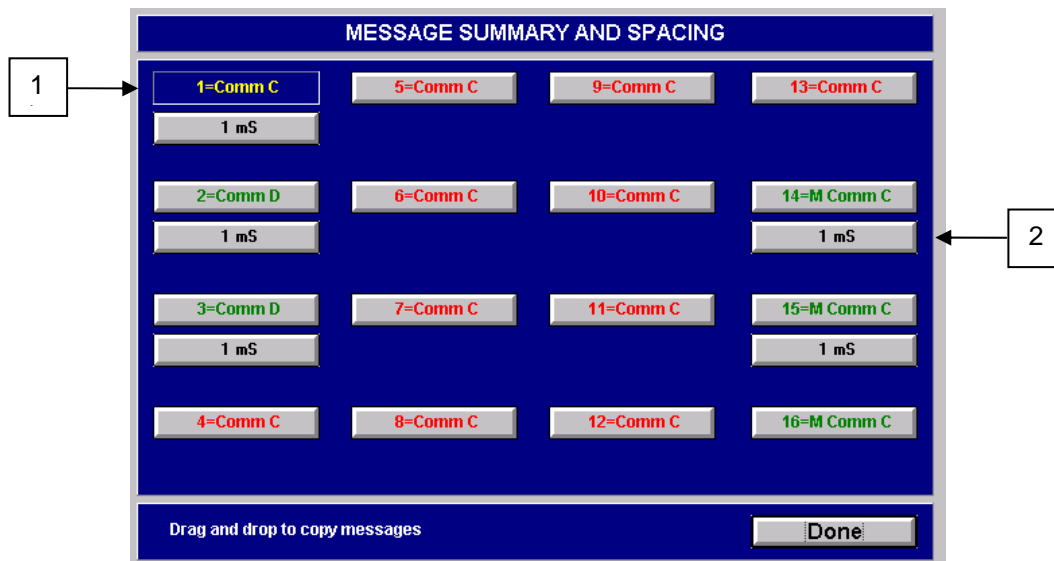 MESSAGE SUMMARY AND SPACING
1
1=Comm C
5=Comm C
9=Comm C
13=Comm C
1 mS
2=Comm D
6=Comm C
10=Comm C
14=M Comm C
1 mS
1 mS
2
3=Comm D
7=Comm C
11=Comm C
15=M Comm C
1 mS
1 mS
4=Comm C
8=Comm C
12=Comm C
16=M Comm C
Drag and drop to copy messages
Done